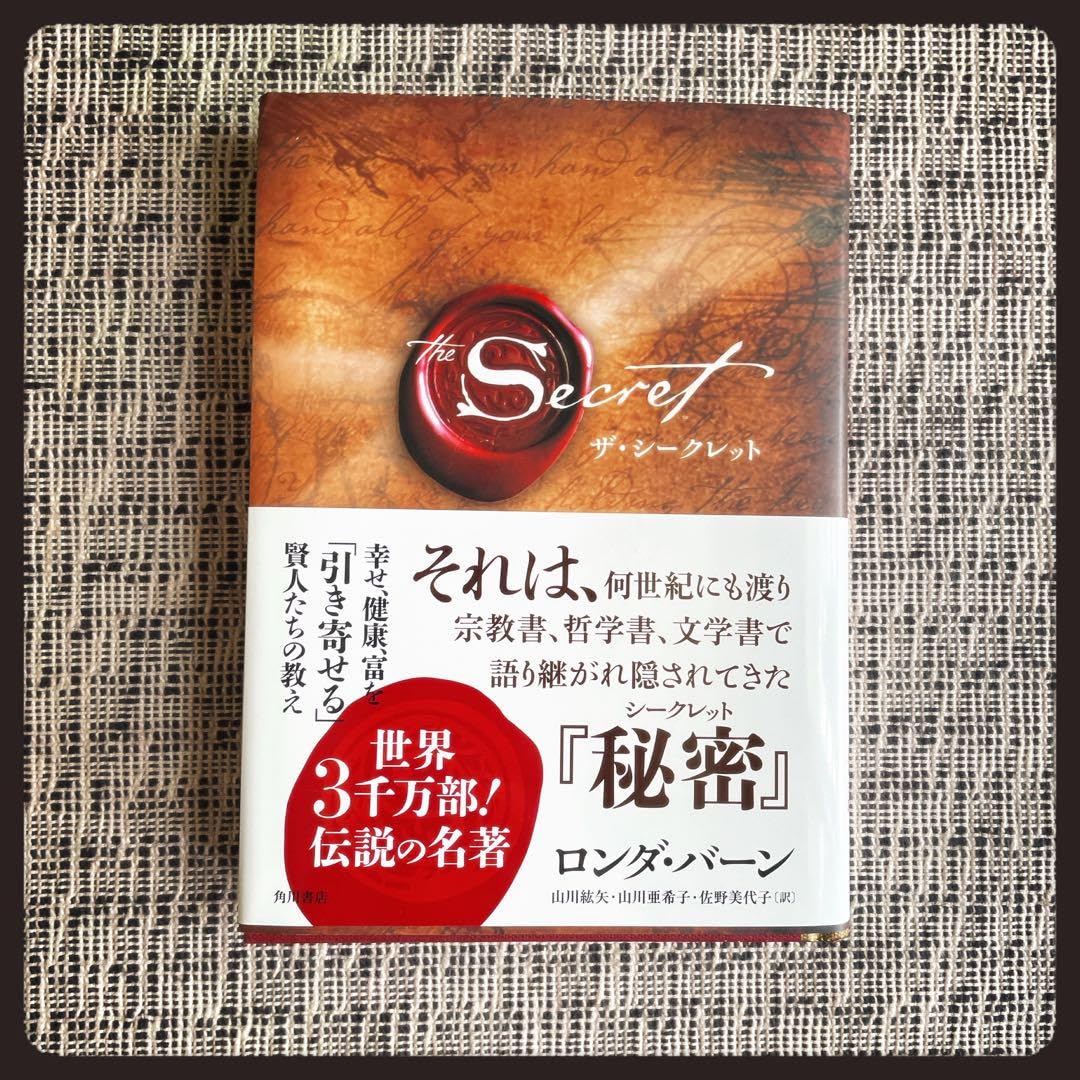 the Secret
ザ・シークレット
それは、何世紀にも渡り
宗教書、哲学書、文学書で
語り継がれ隠されてきた
シークレット
『秘密』
幸せ、健康、富を
「引き寄せる」
賢人たちの教え
世界
3千万部!
伝説の名著
ロンダ・バーン
山川紘矢・山川亜希子・佐野美代子〔訳〕
角川書店